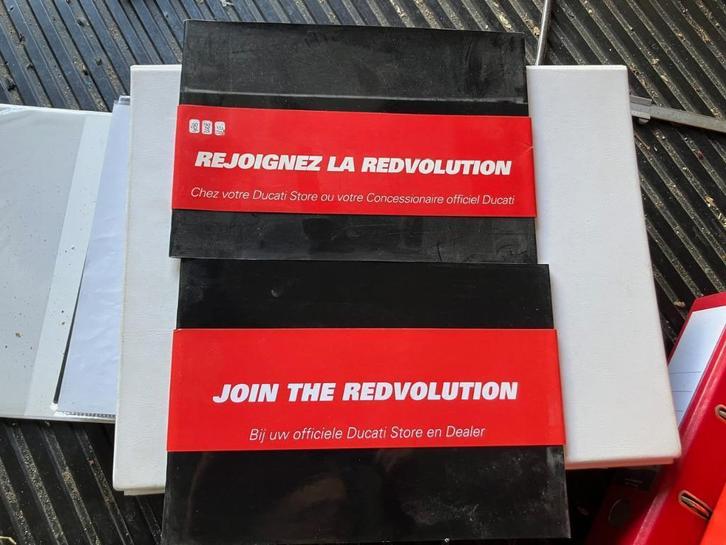 REJOIGNEZ LA REDVOLUTION
Chez votre Ducati Store ou votre Concessionaire officiel Ducati
JOIN THE REDVOLUTION
Bij uw officiele Ducati Store en Dealer